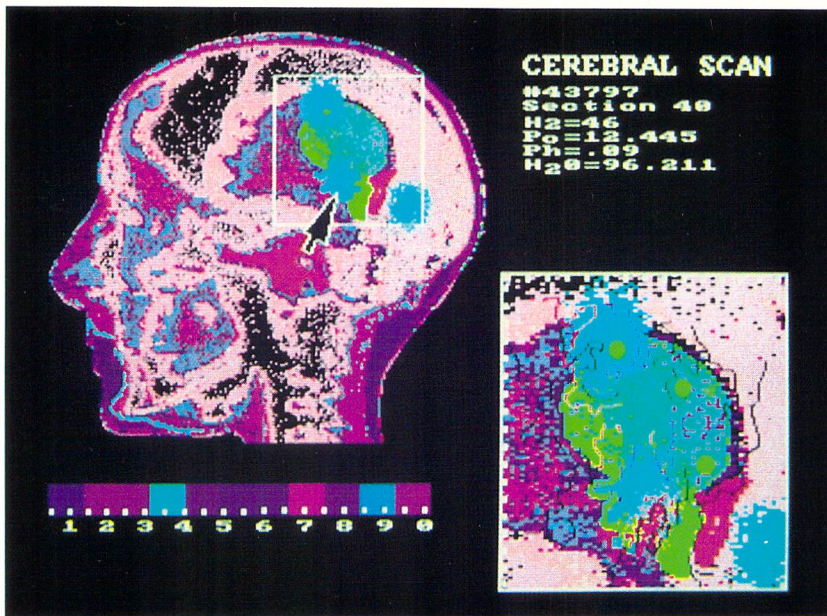 CEREBRAL SCAN
#43797
Section 40
H2=46
Po=12.445
Ph=.09
H20=96.211
1 2 3 4 5 6 7 8 9 0